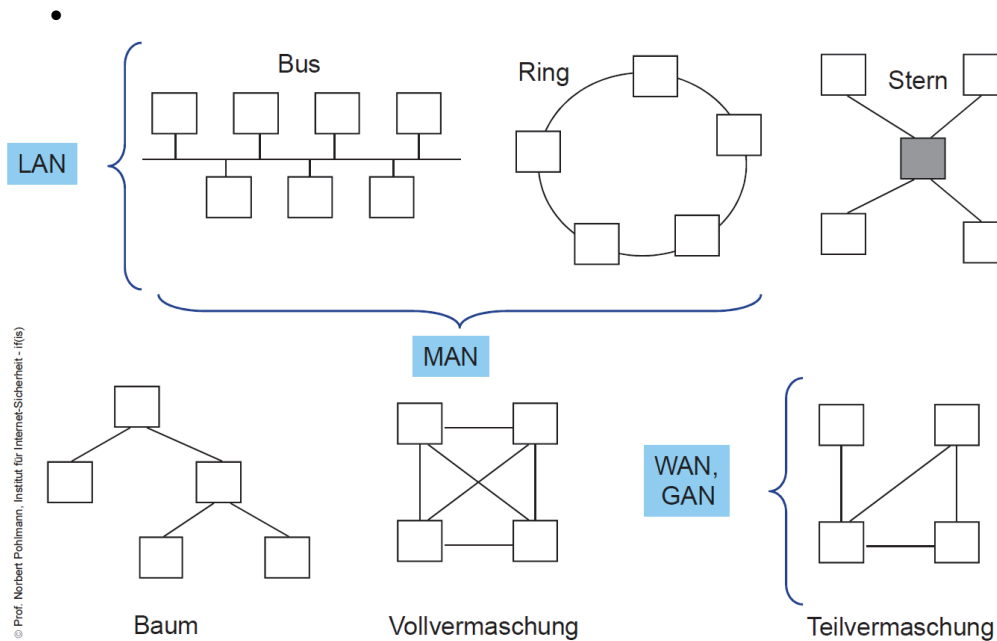 Bus
Ring
Stern
LAN
MAN
WAN,
GAN
Baum
Vollvermaschung
Teilvermaschung
© Prof. Norbert Pohlmann, Institut für Internet-Sicherheit - if(is)